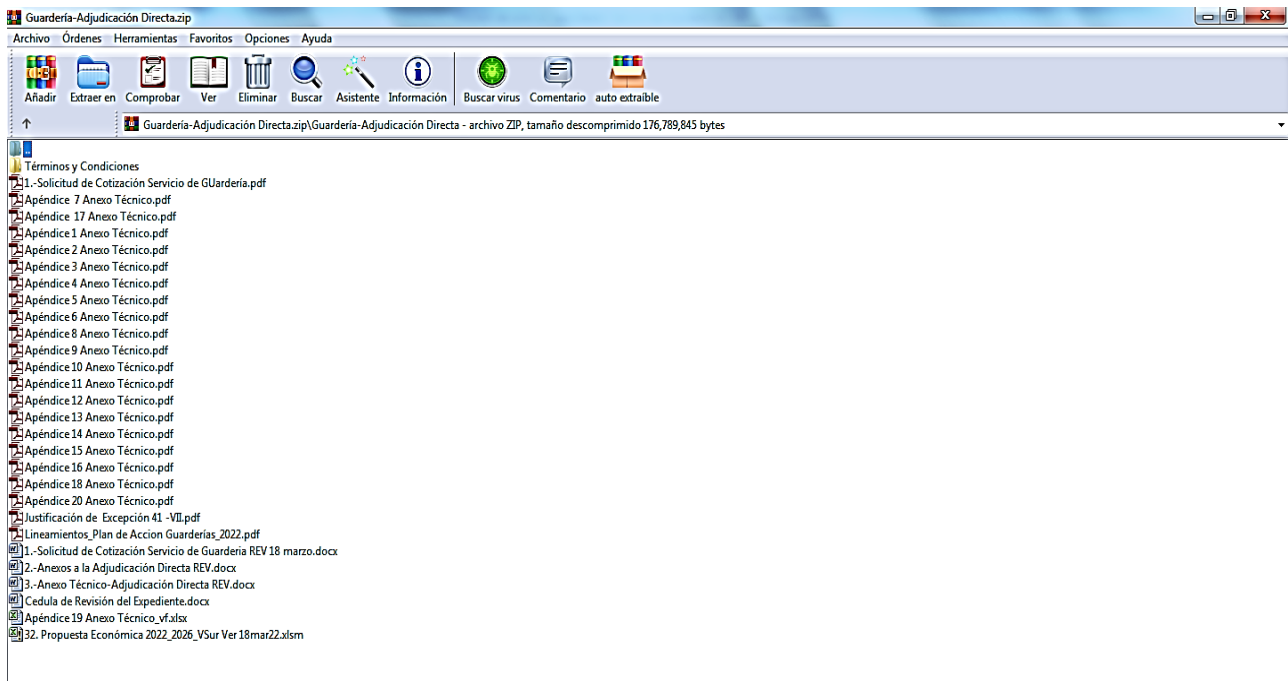 Guardería-Adjudicación Directa.zip
Archivo Órdenes Herramientas Favoritos Opciones Ayuda
Añadir Extraer en Comprobar Ver Eliminar Buscar Asistente Información Buscar virus Comentario auto extraíble
Guardería-Adjudicación Directa.zip\Guardería-Adjudicación Directa - archivo ZIP, tamaño descomprimido 176,789,845 bytes
..
Términos y Condiciones
1.-Solicitud de Cotización Servicio de GUardería.pdf
Apéndice  7 Anexo Técnico.pdf
Apéndice  17 Anexo Técnico.pdf
Apéndice 1 Anexo Técnico.pdf
Apéndice 2 Anexo Técnico.pdf
Apéndice 3 Anexo Técnico.pdf
Apéndice 4 Anexo Técnico.pdf
Apéndice 5 Anexo Técnico.pdf
Apéndice 6 Anexo Técnico.pdf
Apéndice 8 Anexo Técnico.pdf
Apéndice 9 Anexo Técnico.pdf
Apéndice 10 Anexo Técnico.pdf
Apéndice 11 Anexo Técnico.pdf
Apéndice 12 Anexo Técnico.pdf
Apéndice 13 Anexo Técnico.pdf
Apéndice 14 Anexo Técnico.pdf
Apéndice 15 Anexo Técnico.pdf
Apéndice 16 Anexo Técnico.pdf
Apéndice 18 Anexo Técnico.pdf
Apéndice 20 Anexo Técnico.pdf
Justificación de  Excepción 41 -VII.pdf
Lineamientos_Plan de Accion Guarderías_2022.pdf
1.-Solicitud de Cotización Servicio de Guarderia REV 18 marzo.docx
2.-Anexos a la Adjudicación Directa REV.docx
3.-Anexo Técnico-Adjudicación Directa REV.docx
Cedula de Revisión del Expediente.docx
Apéndice 19 Anexo Técnico_vf.xlsx
32. Propuesta Económica 2022_2026_VSur Ver 18mar22.xlsm